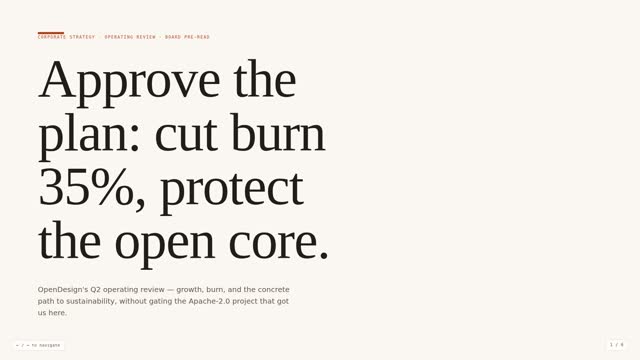 CORPORATE STRATEGY · OPERATING REVIEW · BOARD PRE-READ
Approve the
plan: cut burn
35%, protect
the open core.
OpenDesign's Q2 operating review — growth, burn, and the concrete
path to sustainability, without gating the Apache-2.0 project that got
us here.
← / → to navigate
1 / 4